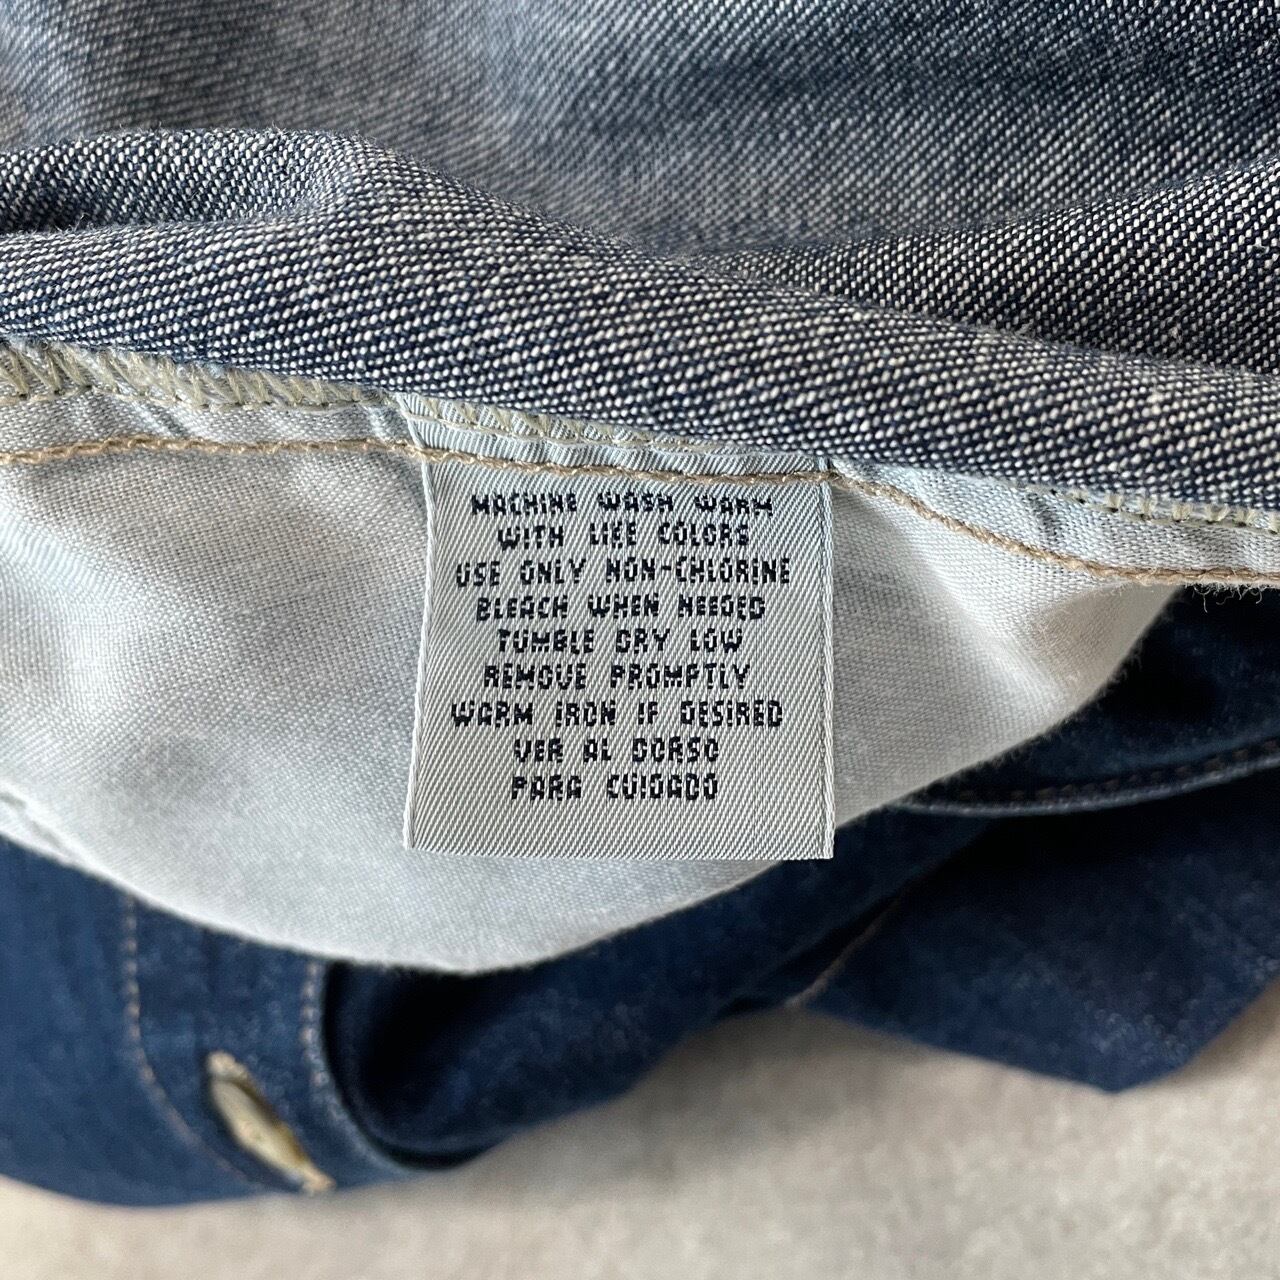 MACHINE WASH WARM
WITH LIKE COLORS
USE ONLY NON-CHLORINE
BLEACH WHEN NEEDED
TUMBLE DRY LOW
REMOVE PROMPTLY
WARM IRON IF DESIRED
VER AL DORSO
PARA CUIDADO